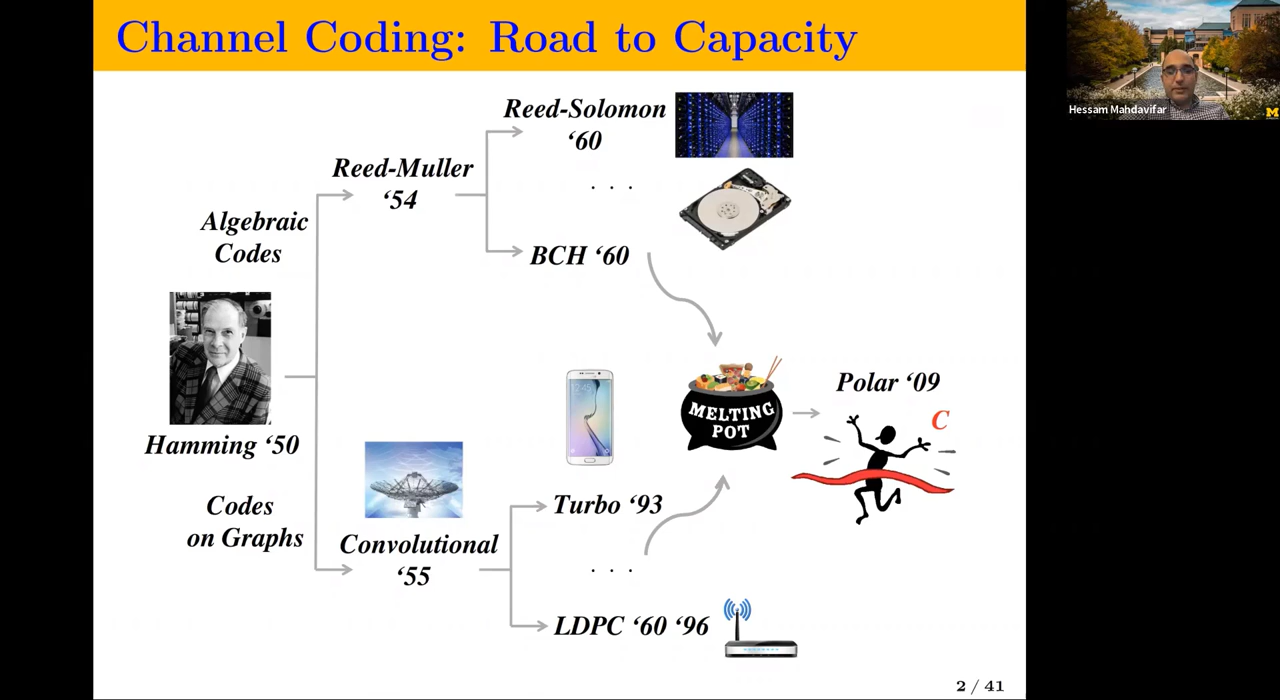 Channel Coding: Road to Capacity
Hessam Mahdavifar
M
Reed-Solomon
‘60
. . .
Reed-Muller
‘54
Algebraic
Codes
BCH ‘60
Hamming ‘50
MELTING
POT
Polar ‘09
C
Codes
on Graphs
Turbo ‘93
Convolutional
‘55
. . .
LDPC ‘60 ‘96
2 / 41